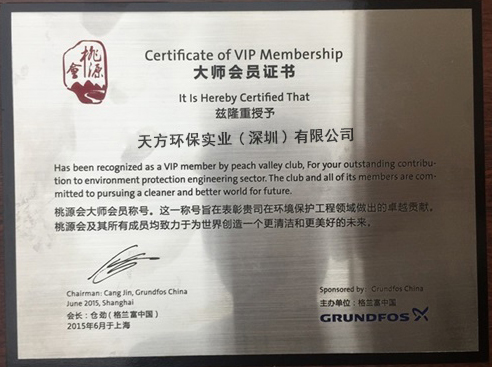 桃源會
Certificate of VIP Membership
大师会员证书
It Is Hereby Certified That
兹隆重授予
天方环保实业（深圳）有限公司
Has been recognized as a VIP member by peach valley club, For your outstanding contribu-
tion to environment protection engineering sector. The club and all of its members are com-
mitted to pursuing a cleaner and better world for future.
桃源会大师会员称号。这一称号旨在表彰贵司在环境保护工程领域做出的卓越贡献。
桃源会及其所有成员均致力于为世界创造一个更清洁和更美好的未来。
Chairman: Cang Jin, Grundfos China
June 2015, Shanghai
会长：仓劲（格兰富中国）
2015年6月于上海
Sponsored by： Grundfos China
主办单位：格兰富中国
GRUNDFOS